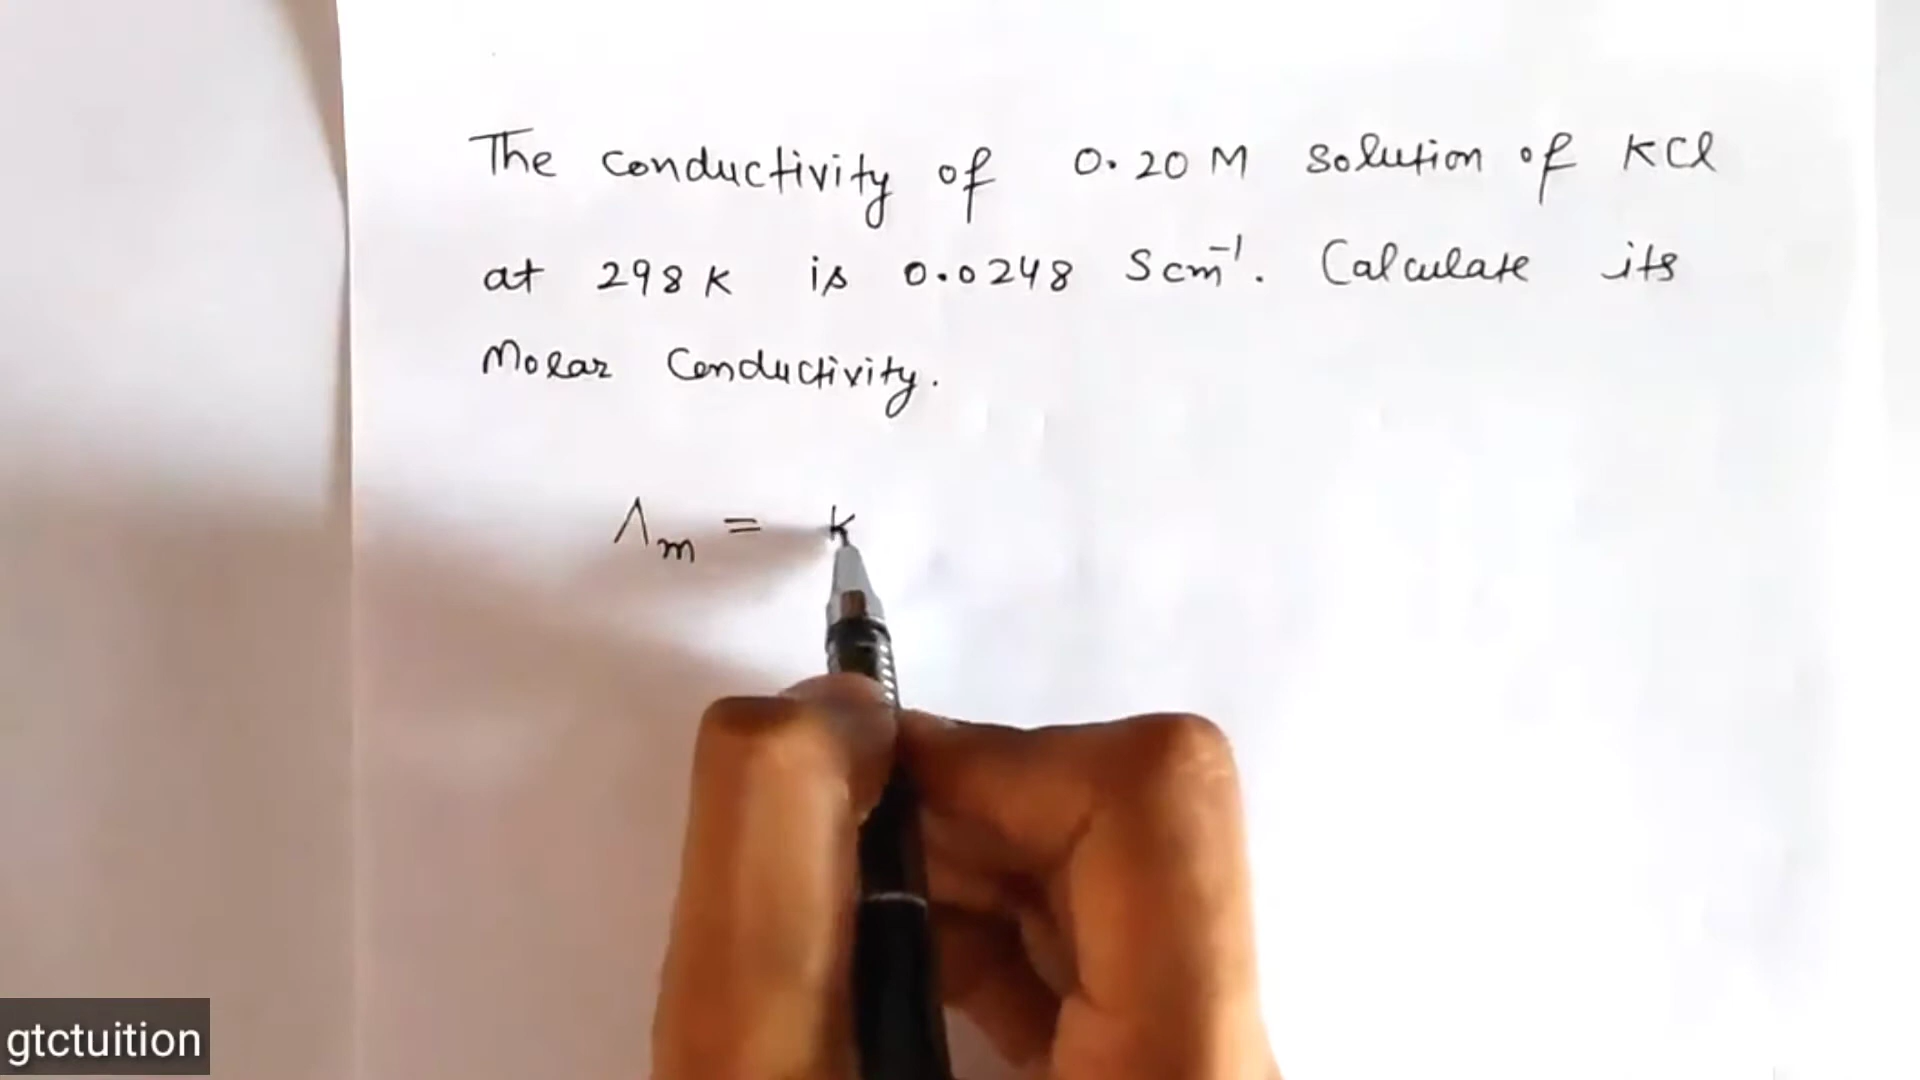 The conductivity of 0.20 M solution of KCl
at 298 K is 0.0248 S cm⁻¹. Calculate its
Molar Conductivity.
Λm = K
gtctuition